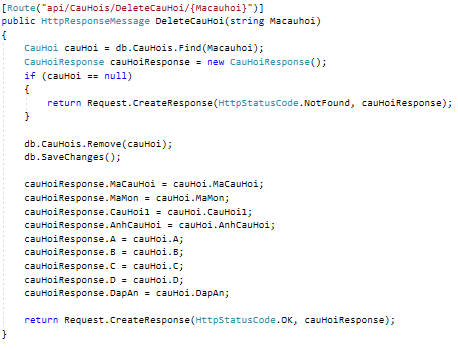 [Route("api/CauHois/DeleteCauHoi/{Macauhoi}")]
public HttpResponseMessage DeleteCauHoi(string Macauhoi)
{
CauHoi cauHoi = db.CauHois.Find(Macauhoi);
CauHoiResponse cauHoiResponse = new CauHoiResponse();
if (cauHoi == null)
{
return Request.CreateResponse(HttpStatusCode.NotFound, cauHoiResponse);
}
db.CauHois.Remove(cauHoi);
db.SaveChanges();
cauHoiResponse.MaCauHoi = cauHoi.MaCauHoi;
cauHoiResponse.MaMon = cauHoi.MaMon;
cauHoiResponse.CauHoi1 = cauHoi.CauHoi1;
cauHoiResponse.AnhCauHoi = cauHoi.AnhCauHoi;
cauHoiResponse.A = cauHoi.A;
cauHoiResponse.B = cauHoi.B;
cauHoiResponse.C = cauHoi.C;
cauHoiResponse.D = cauHoi.D;
cauHoiResponse.DapAn = cauHoi.DapAn;
return Request.CreateResponse(HttpStatusCode.OK, cauHoiResponse);
}